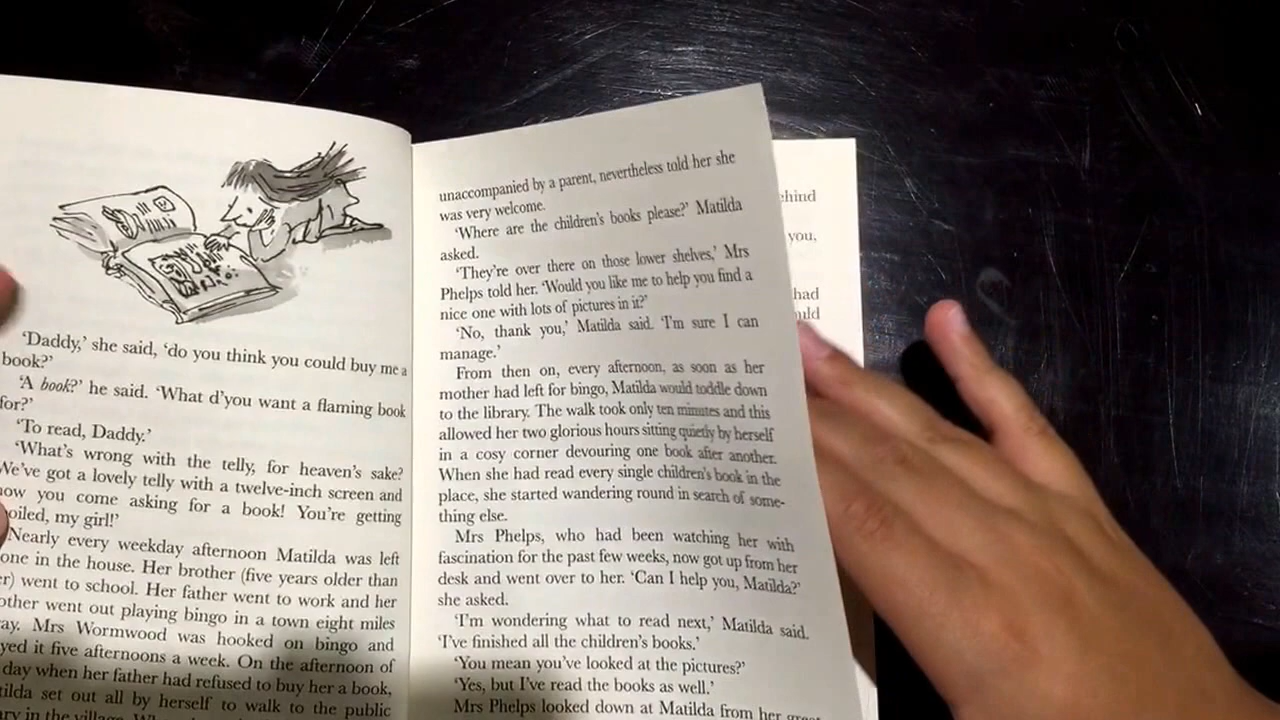 ‘Daddy,’ she said, ‘do you think you could buy me a
book?’
‘A book?’ he said. ‘What d’you want a flaming book
for?’
‘To read, Daddy.’
‘What’s wrong with the telly, for heaven’s sake?
We’ve got a lovely telly with a twelve-inch screen and
now you come asking for a book! You’re getting
oiled, my girl!’
Nearly every weekday afternoon Matilda was left
one in the house. Her brother (five years older than
er) went to school. Her father went to work and her
other went out playing bingo in a town eight miles
ay. Mrs Wormwood was hooked on bingo and
yed it five afternoons a week. On the afternoon of
day when her father had refused to buy her a book,
tilda set out all by herself to walk to the public
ary in the village.
unaccompanied by a parent, nevertheless told her she
was very welcome.
‘Where are the children’s books please?’ Matilda
asked.
‘They’re over there on those lower shelves,’ Mrs
Phelps told her. ‘Would you like me to help you find a
nice one with lots of pictures in it?’
‘No, thank you,’ Matilda said. ‘I’m sure I can
manage.’
From then on, every afternoon, as soon as her
mother had left for bingo, Matilda would toddle down
to the library. The walk took only ten minutes and this
allowed her two glorious hours sitting quietly by herself
in a cosy corner devouring one book after another.
When she had read every single children’s book in the
place, she started wandering round in search of some-
thing else.
Mrs Phelps, who had been watching her with
fascination for the past few weeks, now got up from her
desk and went over to her. ‘Can I help you, Matilda?’
she asked.
‘I’m wondering what to read next,’ Matilda said.
‘I’ve finished all the children’s books.’
‘You mean you’ve looked at the pictures?’
‘Yes, but I’ve read the books as well.’
Mrs Phelps looked down at Matilda from her great
hind
you,
had
uld